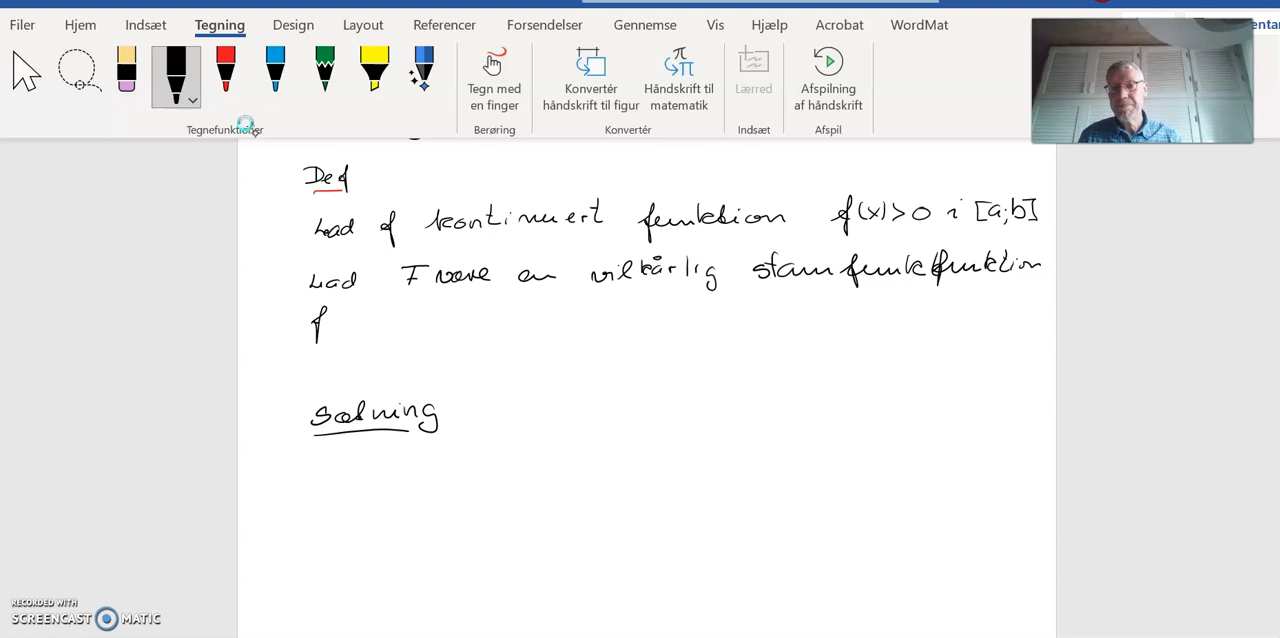 Filer Hjem Indsæt Tegning Design Layout Referencer Forsendelser Gennemse Vis Hjælp Acrobat WordMat
Tegn med en finger
Konvertér håndskrift til figur
Håndskrift til matematik
Lærred
Afspilning af håndskrift
Tegnefunktioner Berøring Konvertér Indsæt Afspil
Def
Lad f kontinuert funktion f(x)>0 i [a;b]
Lad F være en vilkårlig stamfunkfunktion
f
Sætning
RECORDED WITH
SCREENCAST MATIC